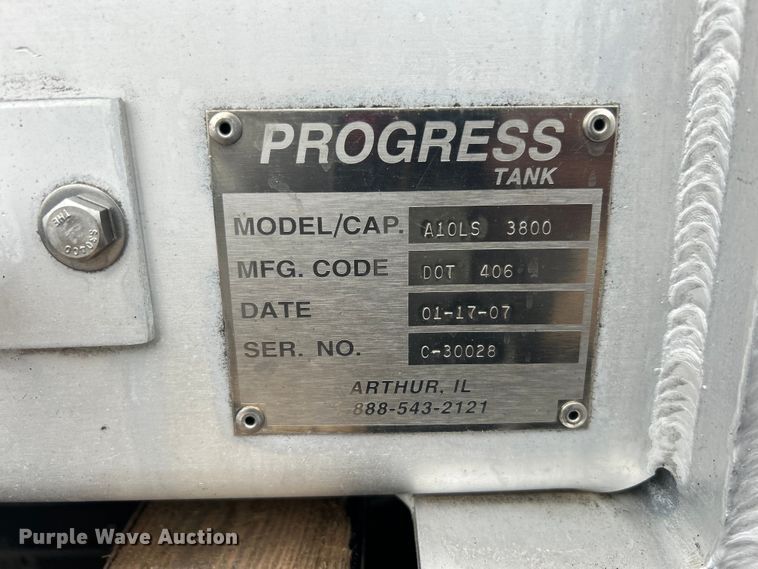 PROGRESS
TANK
MODEL/CAP. A10LS 3800
MFG. CODE DOT 406
DATE 01-17-07
SER. NO. C-30028
ARTHUR, IL
888-543-2121
THE
Purple Wave Auction